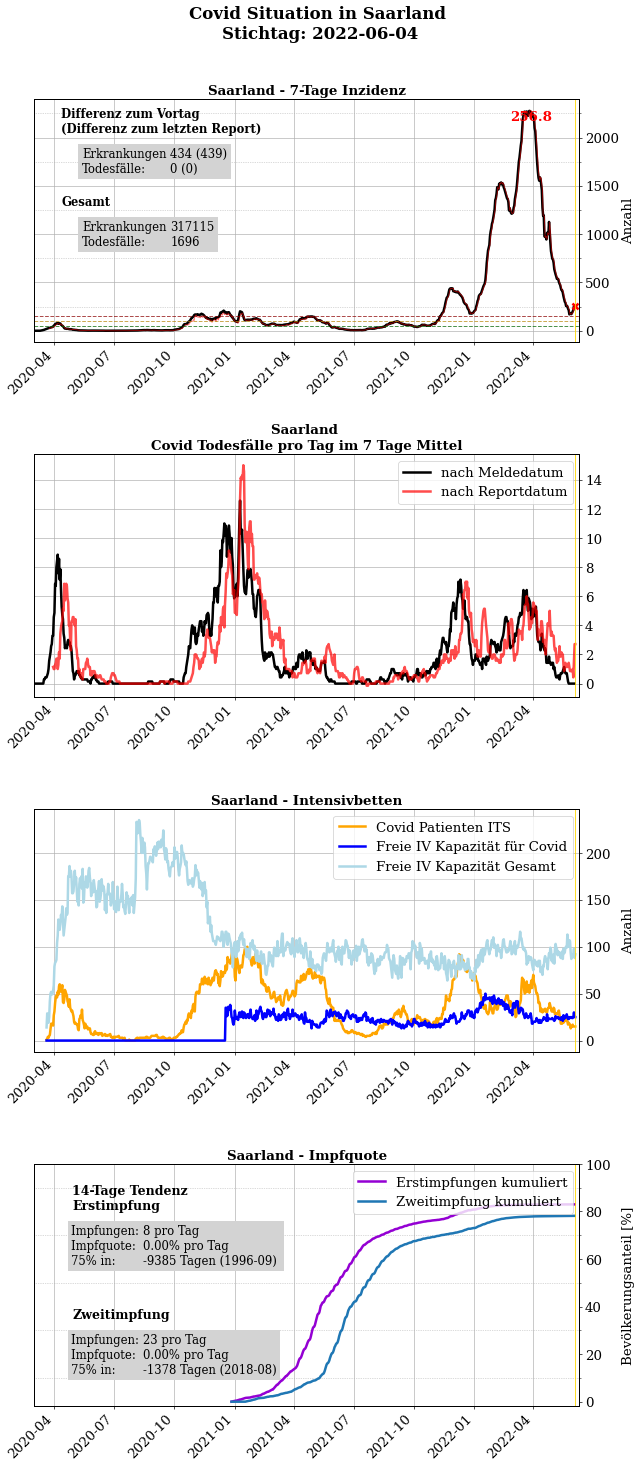 Covid Situation in Saarland
Stichtag: 2022-06-04
Saarland - 7-Tage Inzidenz
Differenz zum Vortag
(Differenz zum letzten Report)
Erkrankungen 434 (439)
Todesfälle: 0 (0)
Gesamt
Erkrankungen 317115
Todesfälle: 1696
256.8
2000
1500
1000
500
0
Anzahl
2020-04 2020-07 2020-10 2021-01 2021-04 2021-07 2021-10 2022-01 2022-04
Saarland
Covid Todesfälle pro Tag im 7 Tage Mittel
nach Meldedatum
nach Reportdatum
14
12
10
8
6
4
2
0
2020-04 2020-07 2020-10 2021-01 2021-04 2021-07 2021-10 2022-01 2022-04
Saarland - Intensivbetten
Covid Patienten ITS
Freie IV Kapazität für Covid
Freie IV Kapazität Gesamt
200
150
100
50
0
Anzahl
2020-04 2020-07 2020-10 2021-01 2021-04 2021-07 2021-10 2022-01 2022-04
Saarland - Impfquote
14-Tage Tendenz
Erstimpfung
Impfungen: 8 pro Tag
Impfquote: 0.00% pro Tag
75% in: -9385 Tagen (1996-09)
Zweitimpfung
Impfungen: 23 pro Tag
Impfquote: 0.00% pro Tag
75% in: -1378 Tagen (2018-08)
Erstimpfungen kumuliert
Zweitimpfung kumuliert
100
80
60
40
20
0
Bevölkerungsanteil [%]
2020-04 2020-07 2020-10 2021-01 2021-04 2021-07 2021-10 2022-01 2022-04